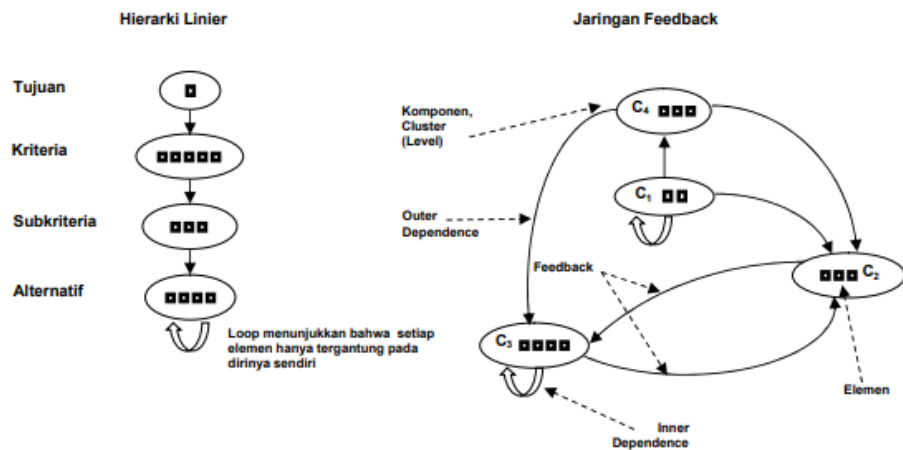 Hierarki Linier
Tujuan
Kriteria
Subkriteria
Alternatif
Loop menunjukkan bahwa setiap
elemen hanya tergantung pada
dirinya sendiri
Jaringan Feedback
Komponen,
Cluster
(Level)
C4
C1
Outer
Dependence
Feedback
C2
C3
Elemen
Inner
Dependence